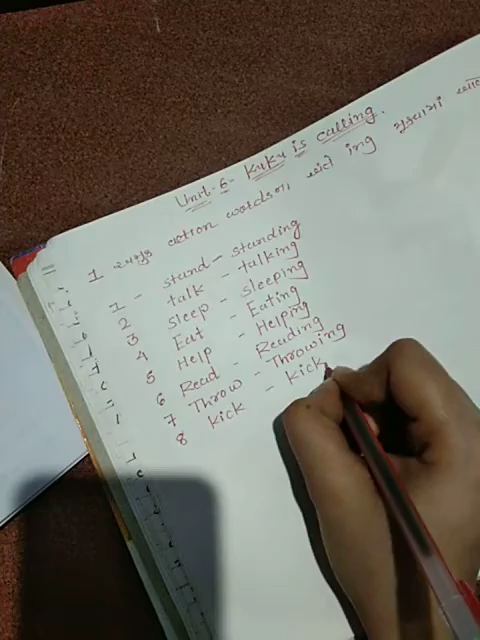 Unit-6- Kuku is calling.
1 action words ing
1 - stand - standing
2 talk - talking
3 sleep - sleeping
4 Eat - Eating
5 Help - Helping
6 Read - Reading
7 Throw - Throwing
8 Kick - Kick